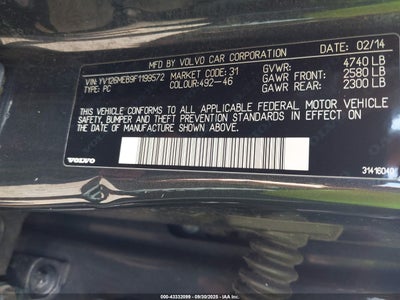 MFD BY VOLVO CAR CORPORATION DATE: 02/14
VIN: YV126MEB9F1199572 MARKET CODE: 31 GVWR: 4740 LB
TYPE: PC COLOUR: 492-46 GAWR FRONT: 2580 LB
GAWR REAR: 2300 LB
THIS VEHICLE CONFORMS TO ALL APPLICABLE FEDERAL MOTOR VEHICLE
SAFETY, BUMPER AND THEFT PREVENTION STANDARDS IN EFFECT
ON THE DATE OF MANUFACTURE SHOWN ABOVE.
VOLVO
31416040
000-43332099 - 09/30/2025 - IAA Inc.